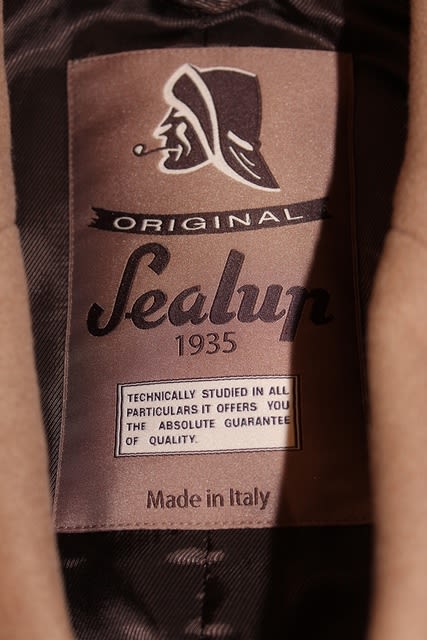 ORIGINAL
Sealup
1935
TECHNICALLY STUDIED IN ALL
PARTICULARS IT OFFERS YOU
THE ABSOLUTE GUARANTEE
OF QUALITY.
Made in Italy